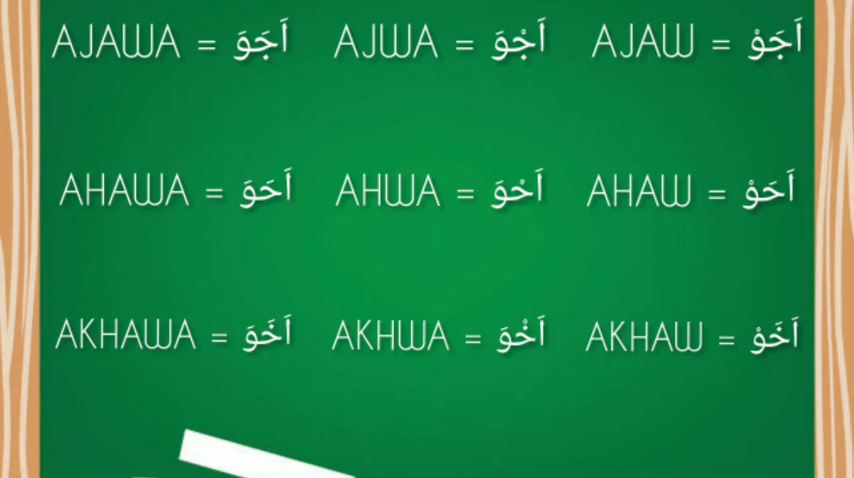 AJAWA = اَجَوَ AJWA = اَجْوَ AJAW = اَجَوْ
AHAWA = اَحَوَ AHWA = اَحْوَ AHAW = اَحَوْ
AKHAWA = اَخَوَ AKHWA = اَخْوَ AKHAW = اَخَوْ